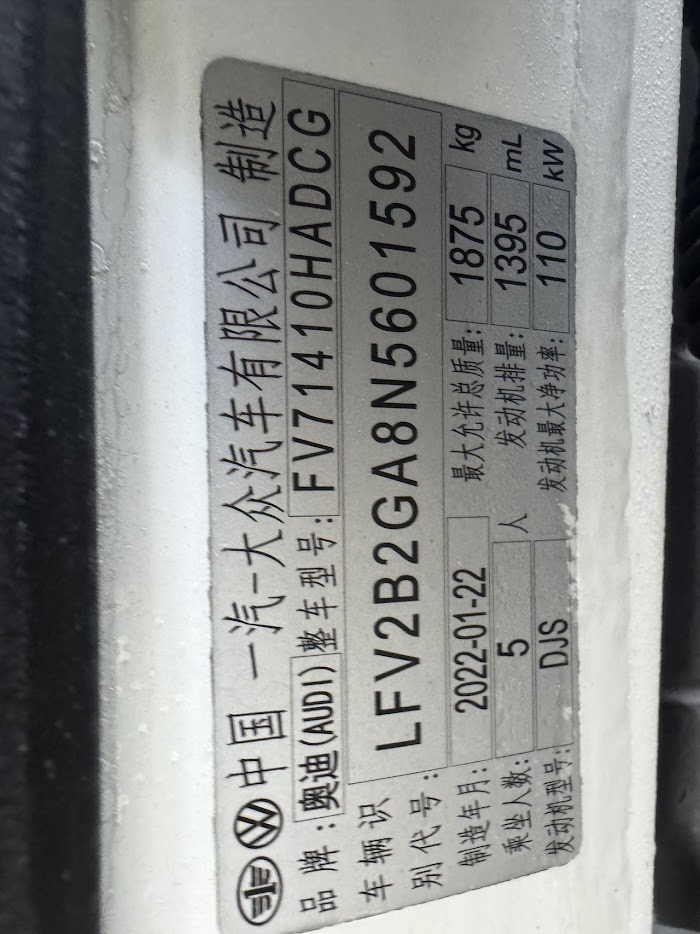 中国 一汽-大众汽车有限公司 制造
品牌:奥迪(AUDI)整车型号:FV71410HADCG
车辆识别代号:LFV2B2GA8N5601592
制造年月:2022-01-22 最大允许总质量:1875 kg
乘坐人数:5 人 发动机排量:1395 mL
发动机型号:DJS 发动机最大净功率:110 kW